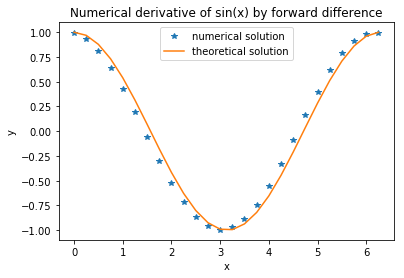 Numerical derivative of sin(x) by forward difference
numerical solution
theoretical solution
1.00
0.75
0.50
0.25
0.00
-0.25
-0.50
-0.75
-1.00
y
0 1 2 3 4 5 6
x